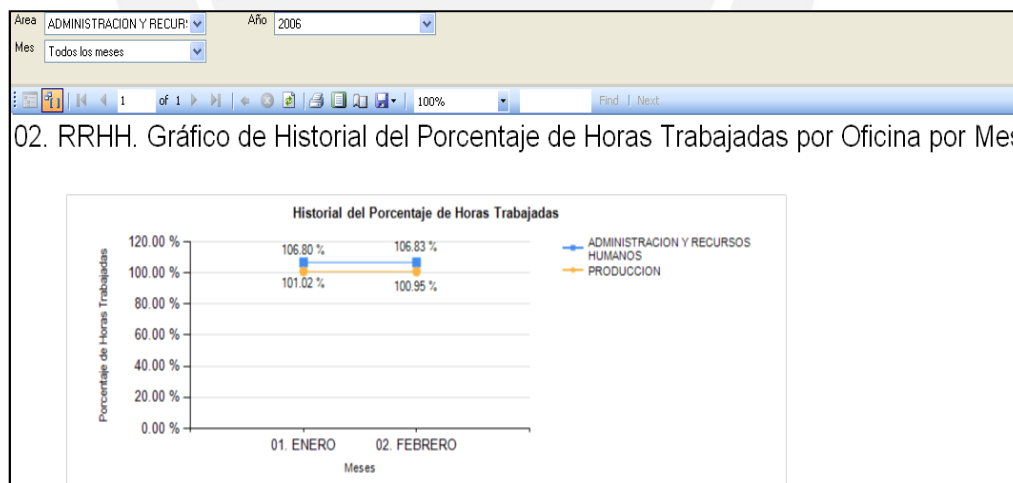 Area ADMINISTRACION Y RECUR: Año 2006
Mes Todos los meses
1 of 1 100% Find | Next
02. RRHH. Gráfico de Historial del Porcentaje de Horas Trabajadas por Oficina por Mes
Historial del Porcentaje de Horas Trabajadas
Porcentaje de Horas Trabajadas
120.00 %
100.00 %
80.00 %
60.00 %
40.00 %
20.00 %
0.00 %
106.80 % 106.83 %
101.02 % 100.95 %
01. ENERO 02. FEBRERO
Meses
ADMINISTRACION Y RECURSOS
HUMANOS
PRODUCCION